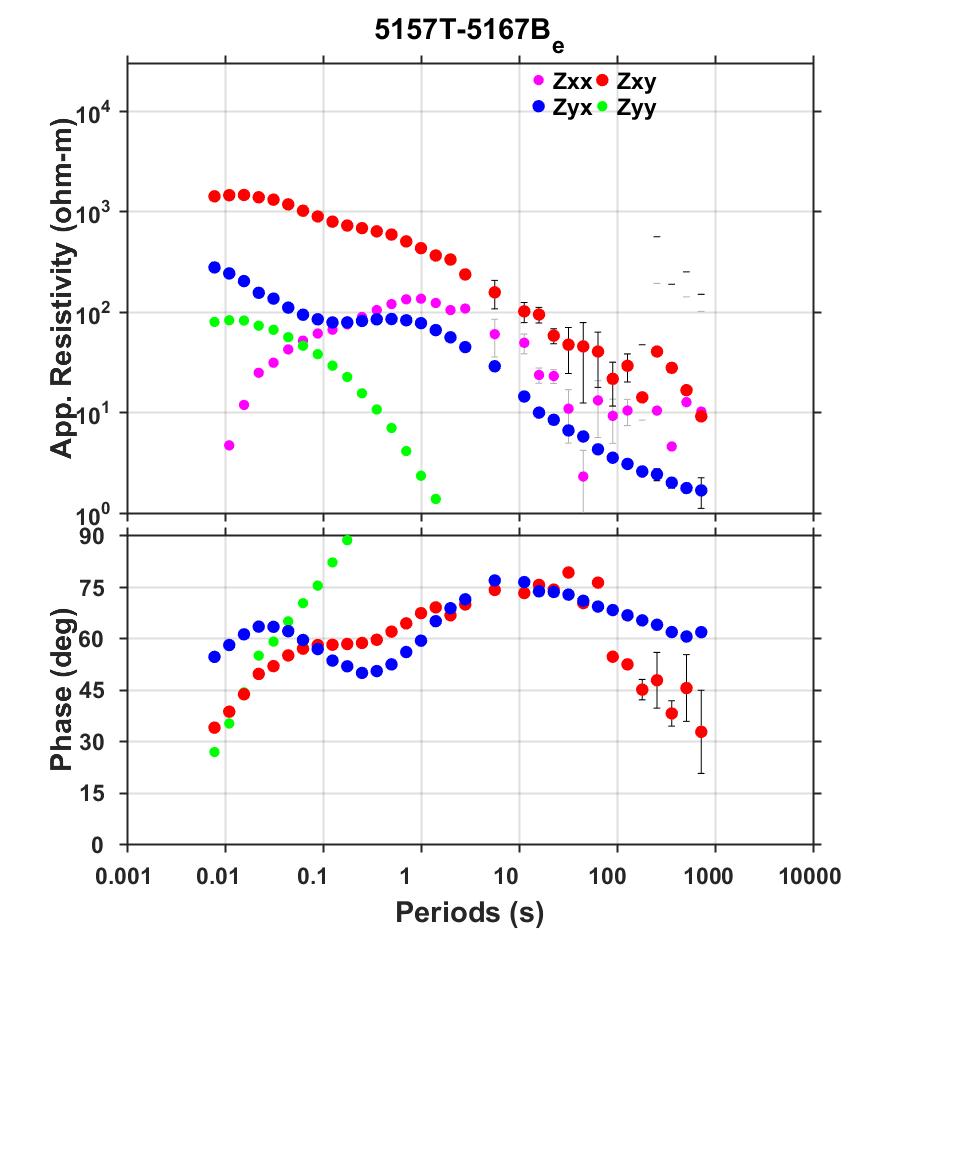 5157T-5167Be
Zxx Zxy
Zyx Zyy
App. Resistivity (ohm-m)
10^4
10^3
10^2
10^1
10^0
Phase (deg)
90
75
60
45
30
15
0
0.001 0.01 0.1 1 10 100 1000 10000
Periods (s)